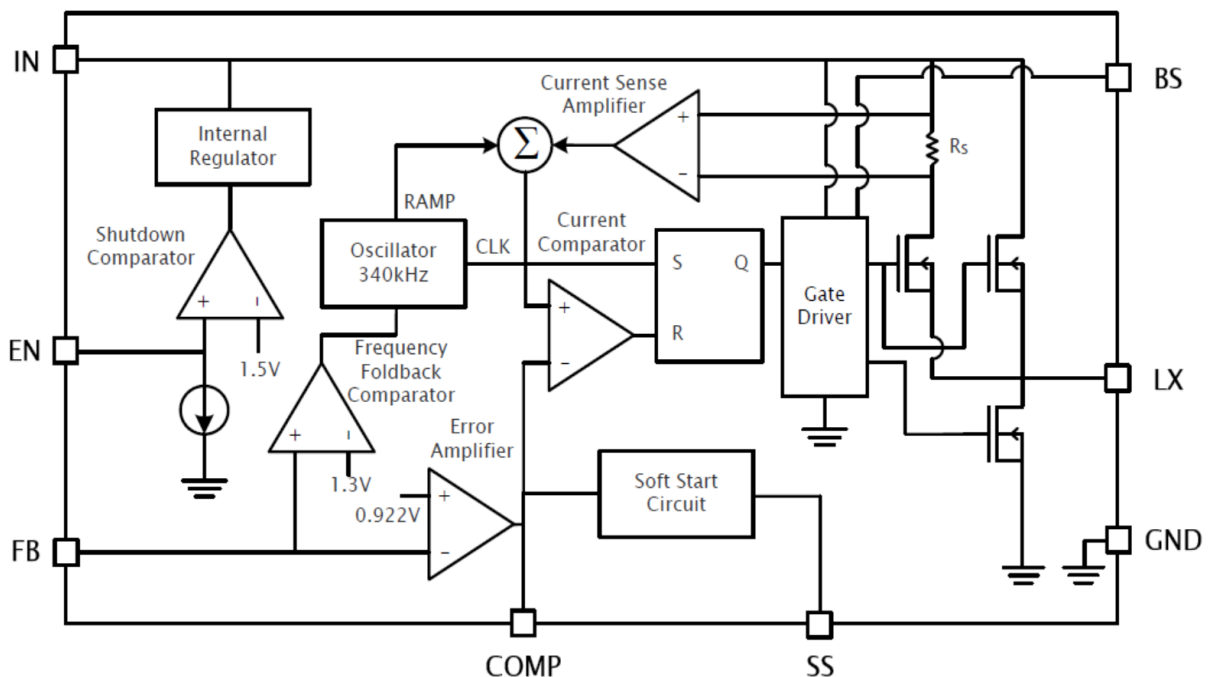 IN
BS
Current Sense
Amplifier
+
−
Σ
Rs
Internal
Regulator
RAMP
Shutdown
Comparator
Oscillator
340kHz
CLK
Current
Comparator
S
Q
R
+
−
Gate
Driver
+
−
1.5V
EN
LX
Frequency
Foldback
Comparator
+
−
1.3V
Error
Amplifier
0.922V
+
−
Soft Start
Circuit
FB
GND
COMP
SS